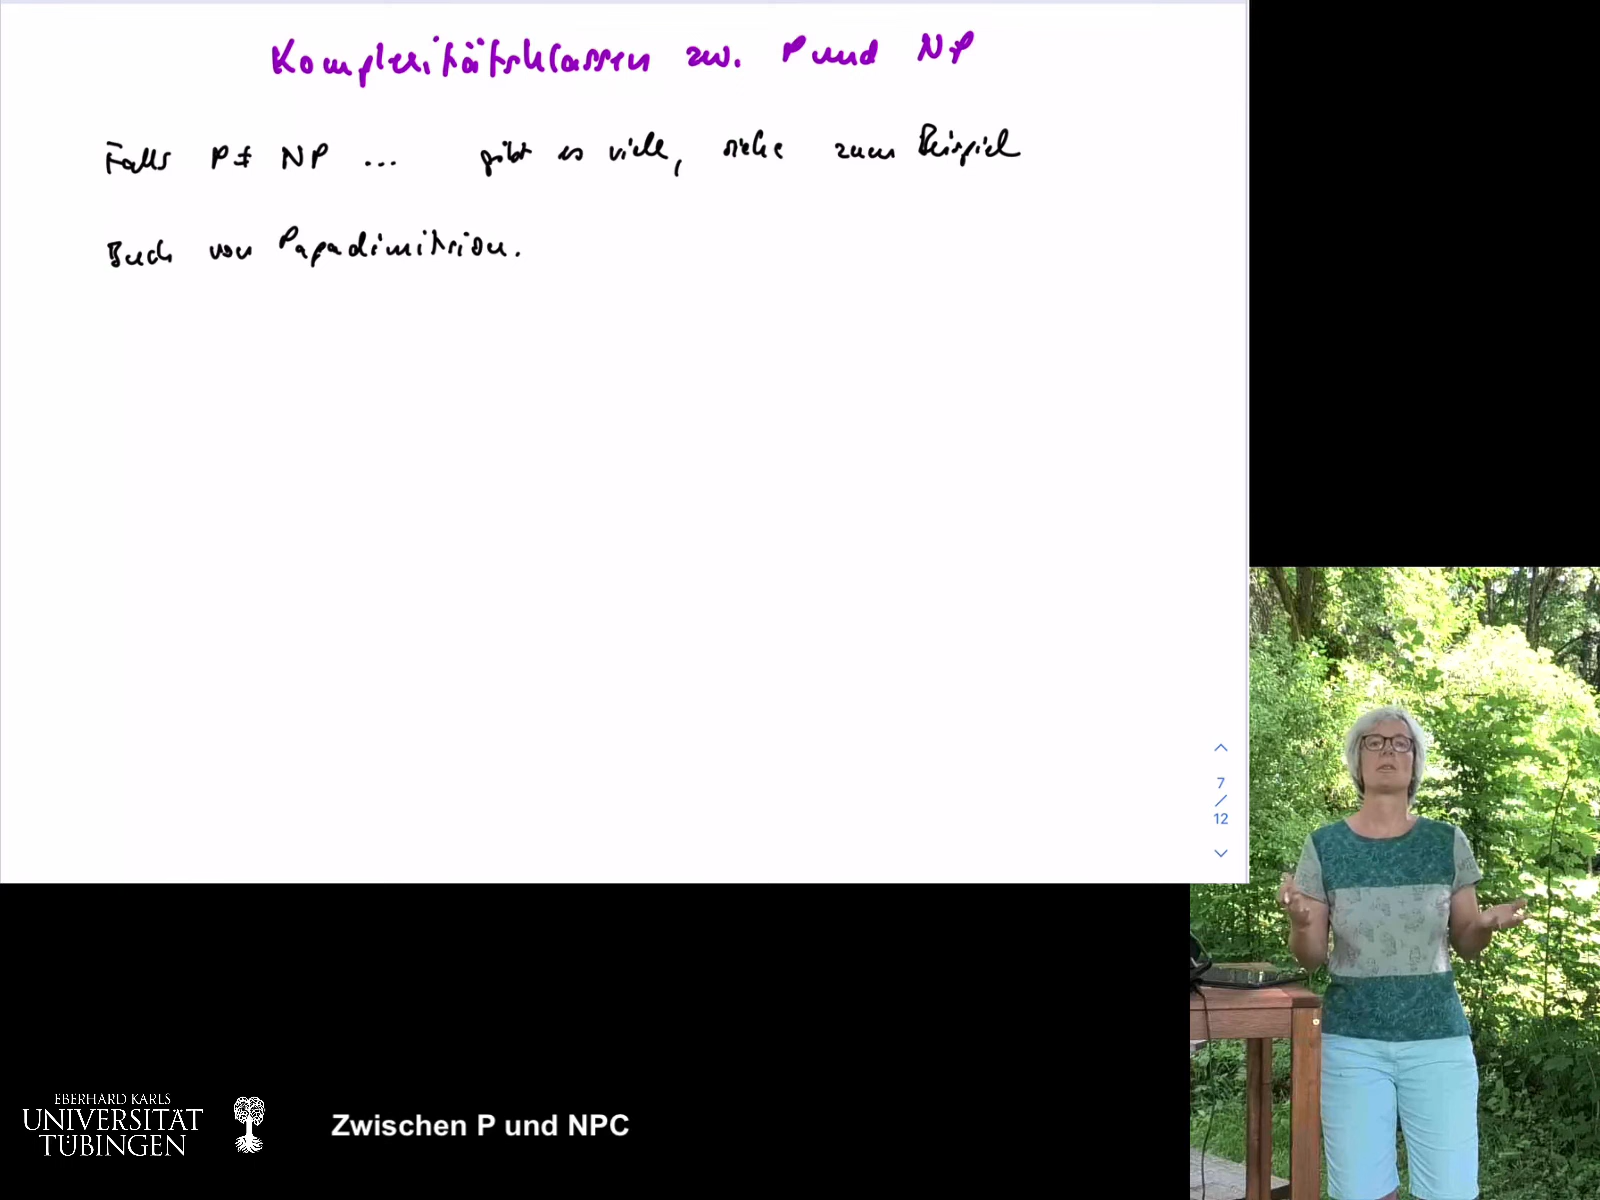 Komplexitätsklassen zw. P und NP
Falls P ≠ NP ... gibt es viele, siehe zum Beispiel
Buch von Papadimitriou.
7
/
12
EBERHARD KARLS
UNIVERSITÄT
TÜBINGEN
Zwischen P und NPC